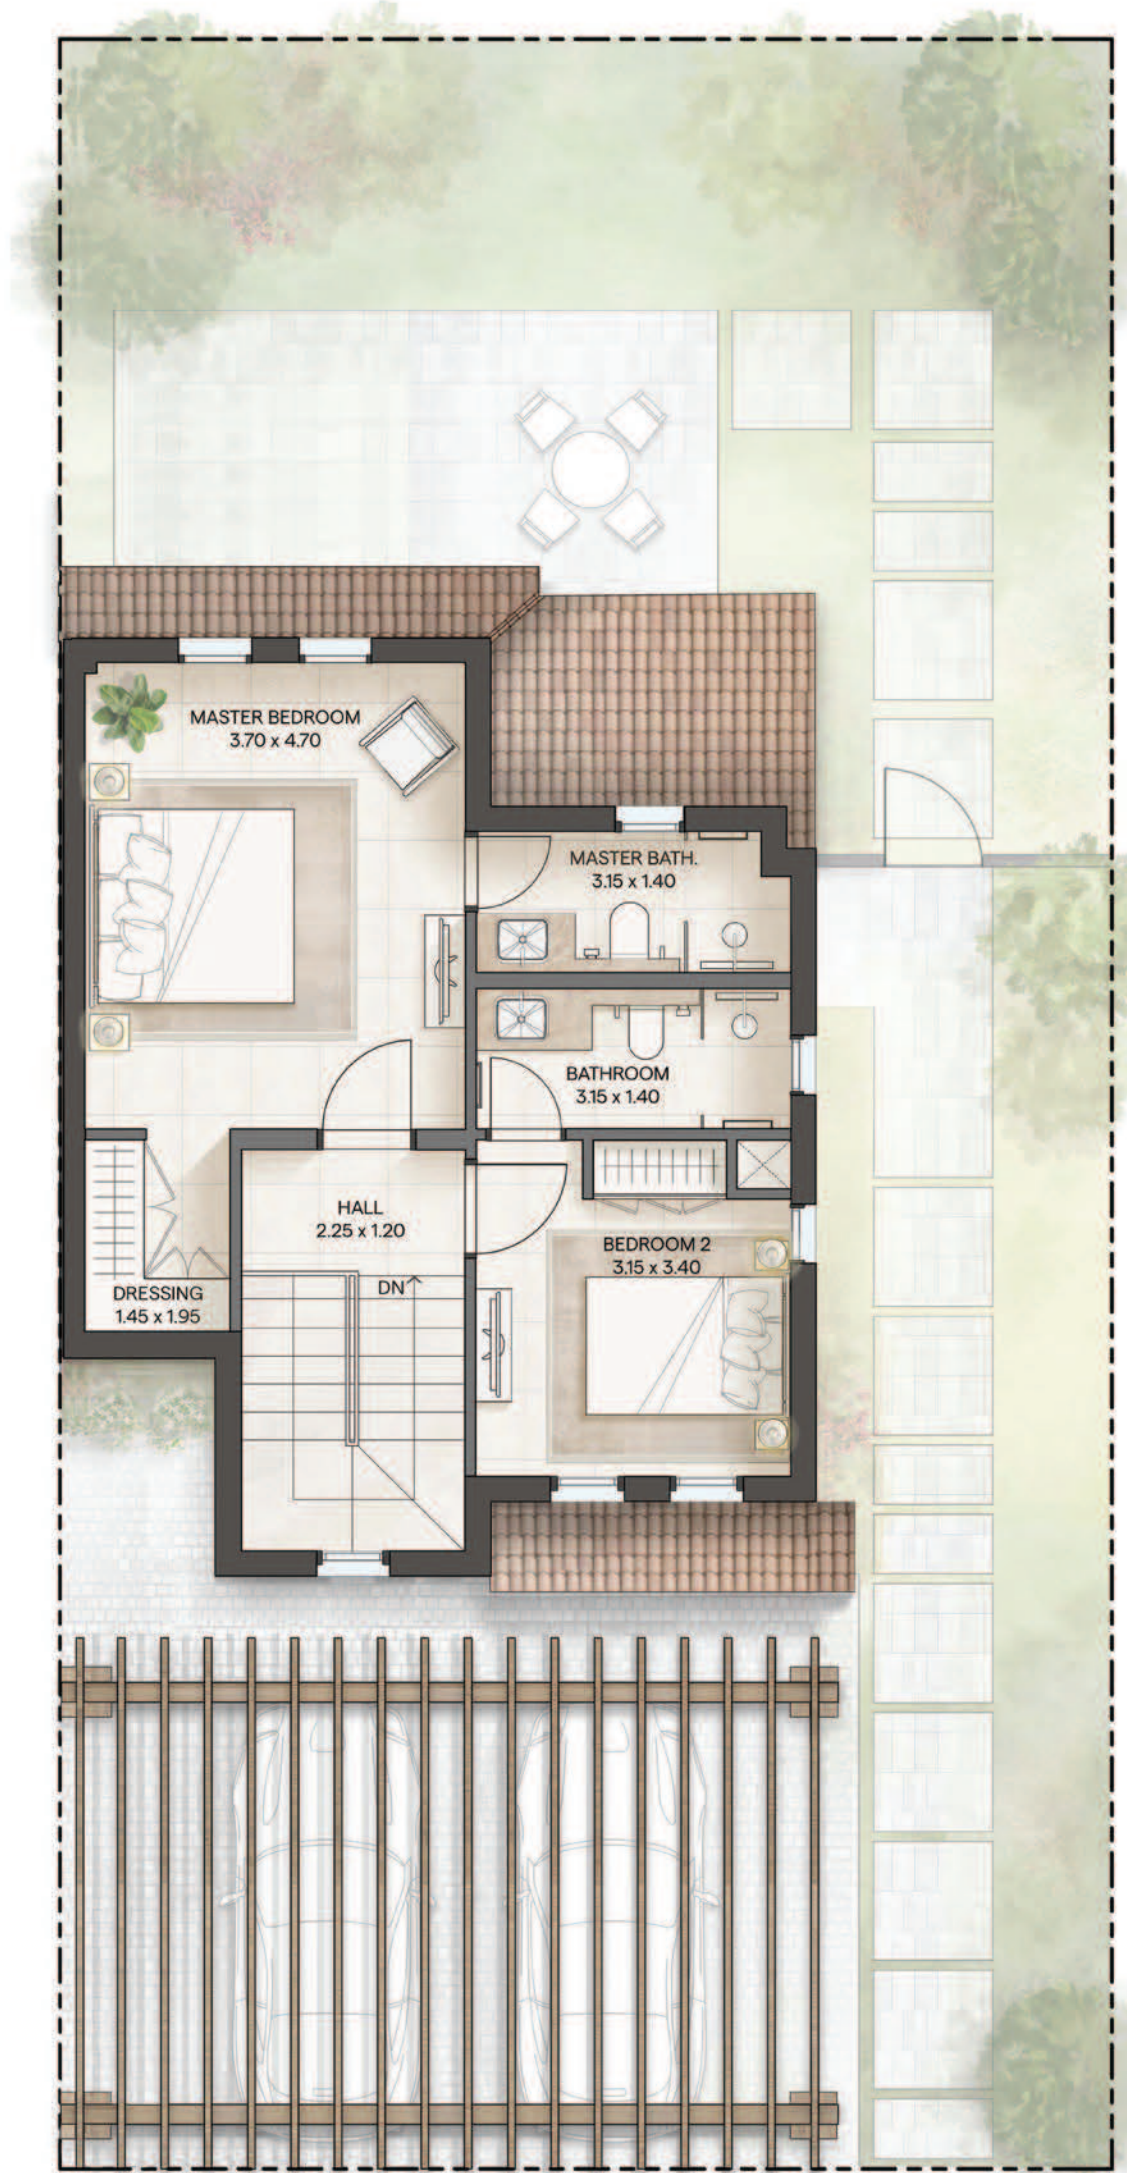 MASTER BEDROOM
3.70 x 4.70
MASTER BATH.
3.15 x 1.40
BATHROOM
3.15 x 1.40
HALL
2.25 x 1.20
BEDROOM 2
3.15 x 3.40
DN
DRESSING
1.45 x 1.95